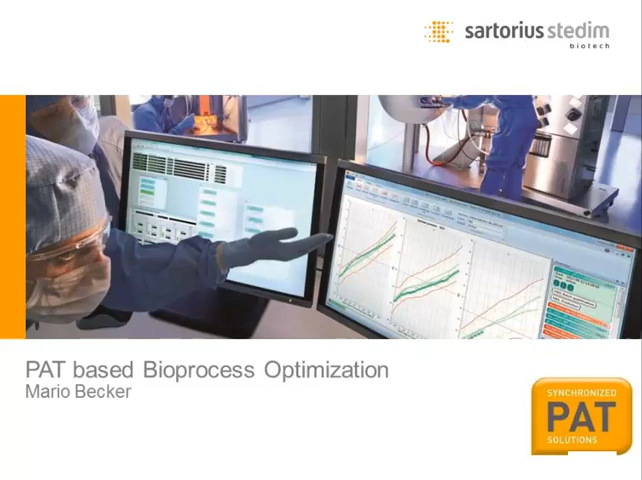 sartorius stedim
biotech
PAT based Bioprocess Optimization
Mario Becker
SYNCHRONIZED
PAT
SOLUTIONS